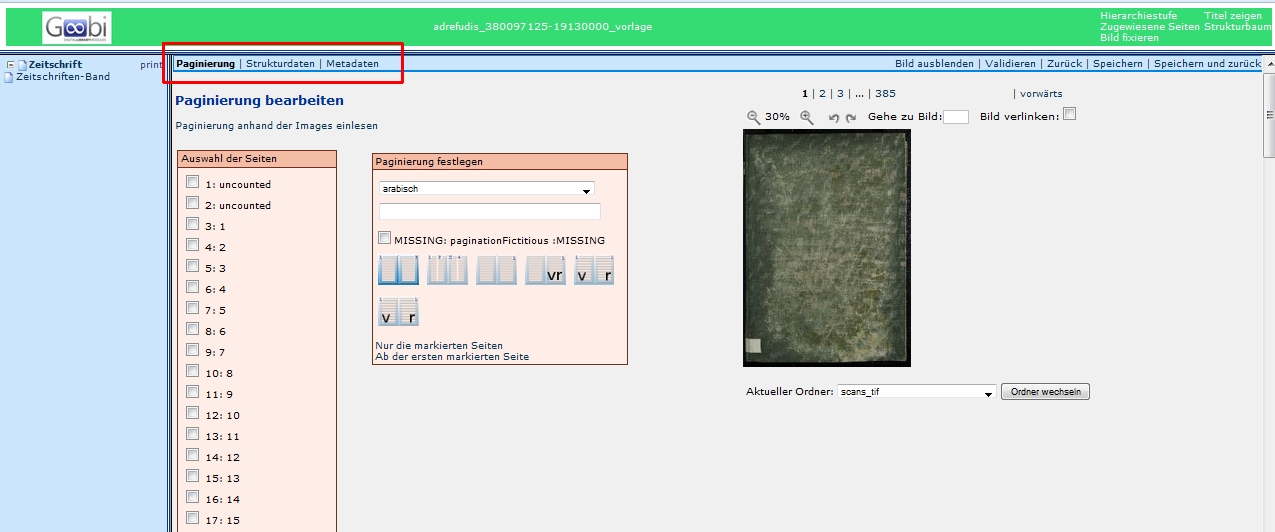 Goobi
DIGITAL LIBRARY MODULES
adrefudis_380097125-19130000_vorlage
Hierarchiestufe Titel zeigen
Zugewiesene Seiten Strukturbaum
Bild fixieren
Zeitschrift print
Zeitschriften-Band
Paginierung | Strukturdaten | Metadaten
Bild ausblenden | Validieren | Zurück | Speichern | Speichern und zurück
Paginierung bearbeiten
Paginierung anhand der Images einlesen
Auswahl der Seiten
1: uncounted
2: uncounted
3: 1
4: 2
5: 3
6: 4
7: 5
8: 6
9: 7
10: 8
11: 9
12: 10
13: 11
14: 12
15: 13
16: 14
17: 15
Paginierung festlegen
arabisch
MISSING: paginationFictitious :MISSING
vr
v r
v r
Nur die markierten Seiten
Ab der ersten markierten Seite
1 | 2 | 3 | ... | 385 | vorwärts
30% Gehe zu Bild: Bild verlinken:
Aktueller Ordner: scans_tif Ordner wechseln